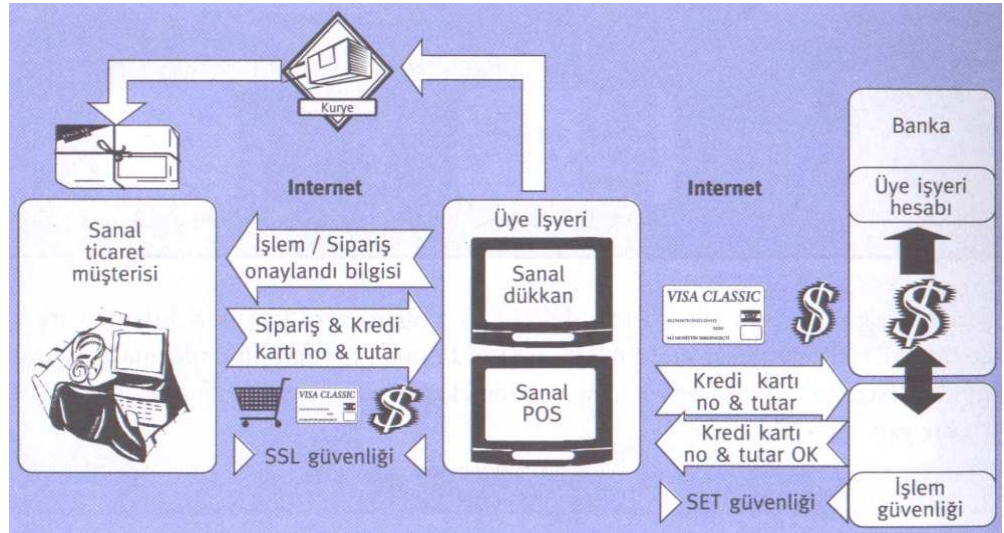 Kurye
Internet
Sanal
ticaret
müşterisi
İşlem / Sipariş
onaylandı bilgisi
Sipariş & Kredi
kartı no & tutar
VISA CLASSIC
SSL güvenliği
Üye İşyeri
Sanal
dükkan
Sanal
POS
Internet
VISA CLASSIC
Kredi kartı
no & tutar
Kredi kartı
no & tutar OK
SET güvenliği
Banka
Üye işyeri
hesabı
İşlem
güvenliği